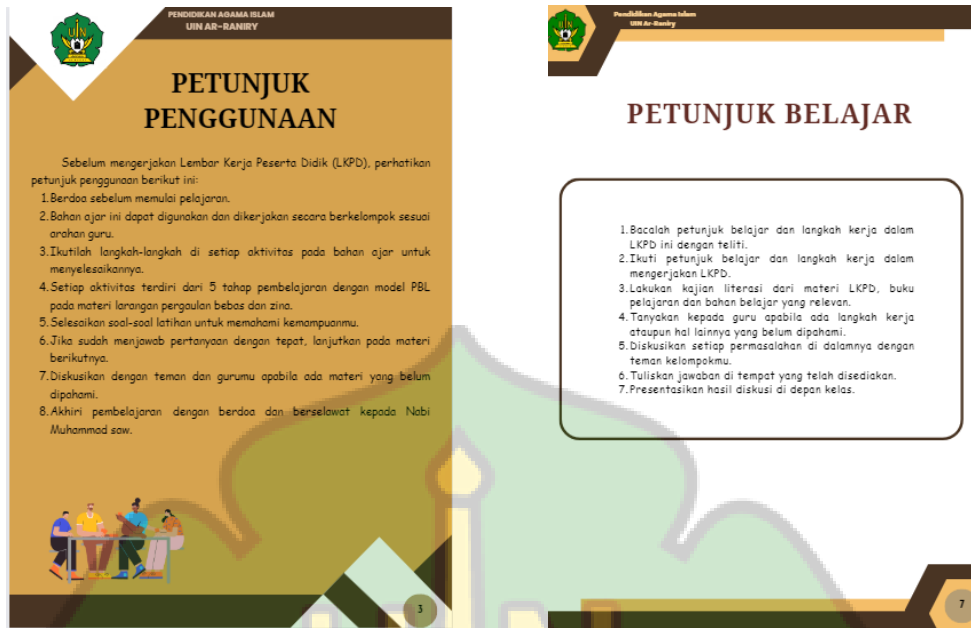 PENDIDIKAN AGAMA ISLAM
UIN AR-RANIRY
UIN
PETUNJUK
PENGGUNAAN
Sebelum mengerjakan Lembar Kerja Peserta Didik (LKPD), perhatikan
petunjuk penggunaan berikut ini:
1.Berdoa sebelum memulai pelajaran.
2.Bahan ajar ini dapat digunakan dan dikerjakan secara berkelompok sesuai
arahan guru.
3.Ikutilah langkah-langkah di setiap aktivitas pada bahan ajar untuk
menyelesaikannya.
4.Setiap aktivitas terdiri dari 5 tahap pembelajaran dengan model PBL
pada materi larangan pergaulan bebas dan zina.
5.Selesaikan soal-soal latihan untuk memahami kemampuanmu.
6.Jika sudah menjawab pertanyaan dengan tepat, lanjutkan pada materi
berikutnya.
7.Diskusikan dengan teman dan gurumu apabila ada materi yang belum
dipahami.
8.Akhiri pembelajaran dengan berdoa dan berselawat kepada Nabi
Muhammad saw.
3
Pendidikan Agama Islam
UIN Ar-Raniry
UIN
PETUNJUK BELAJAR
1.Bacalah petunjuk belajar dan langkah kerja dalam
LKPD ini dengan teliti.
2.Ikuti petunjuk belajar dan langkah kerja dalam
mengerjakan LKPD.
3.Lakukan kajian literasi dari materi LKPD, buku
pelajaran dan bahan belajar yang relevan.
4.Tanyakan kepada guru apabila ada langkah kerja
ataupun hal lainnya yang belum dipahami.
5.Diskusikan setiap permasalahan di dalamnya dengan
teman kelompokmu.
6.Tuliskan jawaban di tempat yang telah disediakan.
7.Presentasikan hasil diskusi di depan kelas.
7